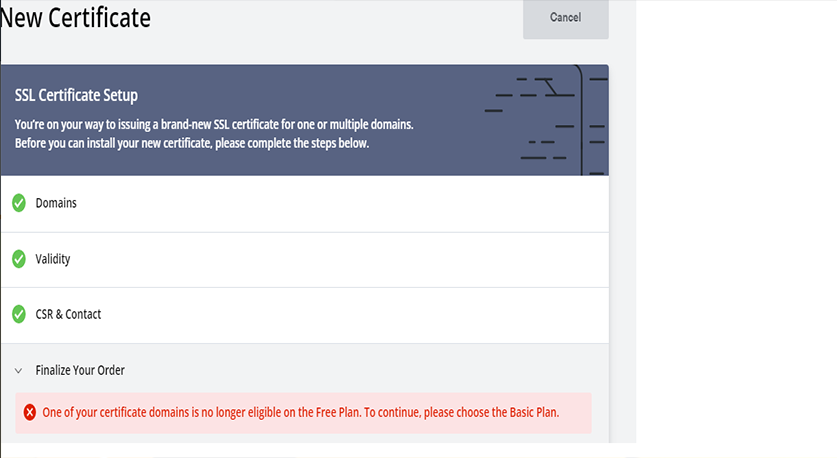 New Certificate
Cancel
SSL Certificate Setup
You're on your way to issuing a brand-new SSL certificate for one or multiple domains.
Before you can install your new certificate, please complete the steps below.
Domains
Validity
CSR & Contact
Finalize Your Order
One of your certificate domains is no longer eligible on the Free Plan. To continue, please choose the Basic Plan.